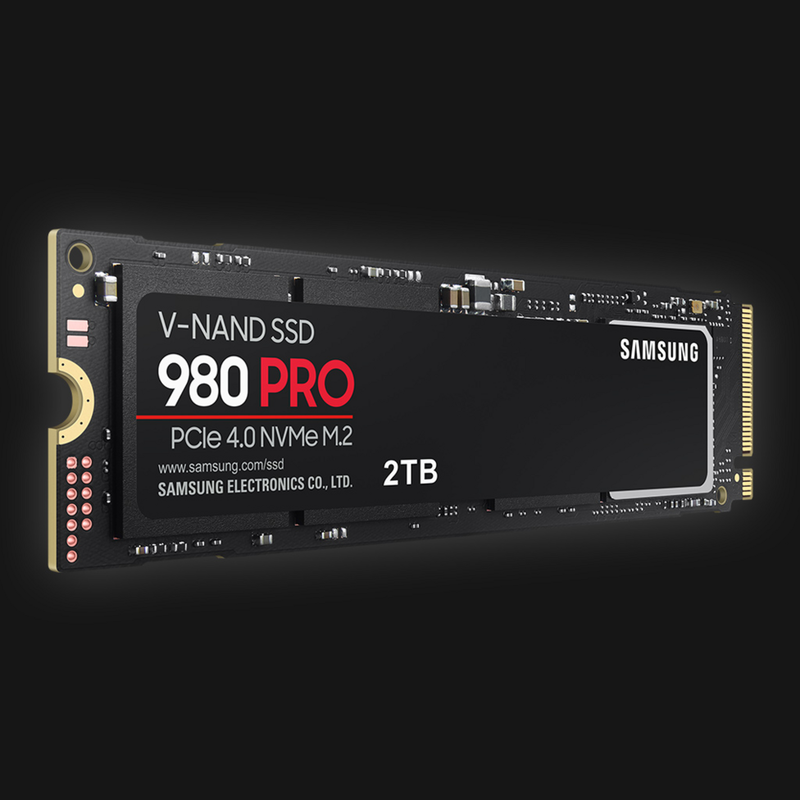 V-NAND SSD
980 PRO
PCIe 4.0 NVMe M.2
www.samsung.com/ssd
SAMSUNG ELECTRONICS CO., LTD.
2TB
SAMSUNG